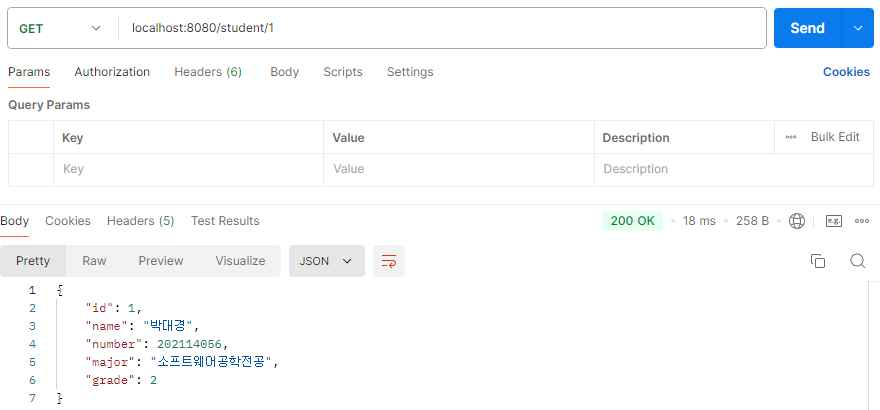 GET localhost:8080/student/1 Send
Params Authorization Headers (6) Body Scripts Settings Cookies
Query Params
Key Value Description ••• Bulk Edit
Key Value Description
Body Cookies Headers (5) Test Results 200 OK • 18 ms • 258 B • e.g. •••
Pretty Raw Preview Visualize JSON
1 {
2 "id": 1,
3 "name": "박대경",
4 "number": 202114056,
5 "major": "소프트웨어공학전공",
6 "grade": 2
7 }